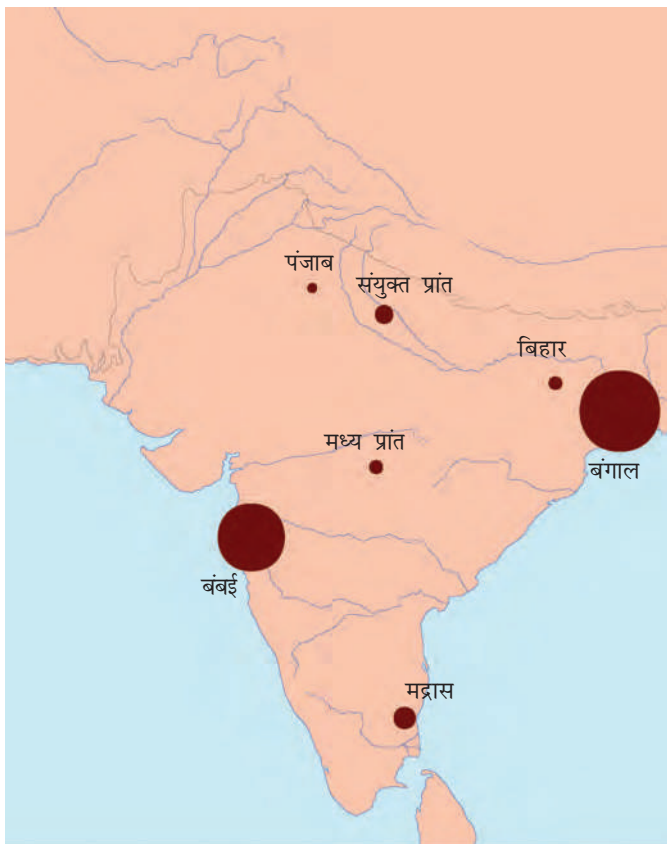 पंजाब
संयुक्त प्रांत
बिहार
मध्य प्रांत
बंगाल
बंबई
मद्रास